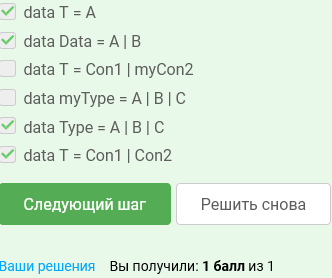 data T = A
data Data = A | B
data T = Con1 | myCon2
data myType = A | B | C
data Type = A | B | C
data T = Con1 | Con2
Следующий шаг Решить снова
Ваши решения Вы получили: 1 балл из 1